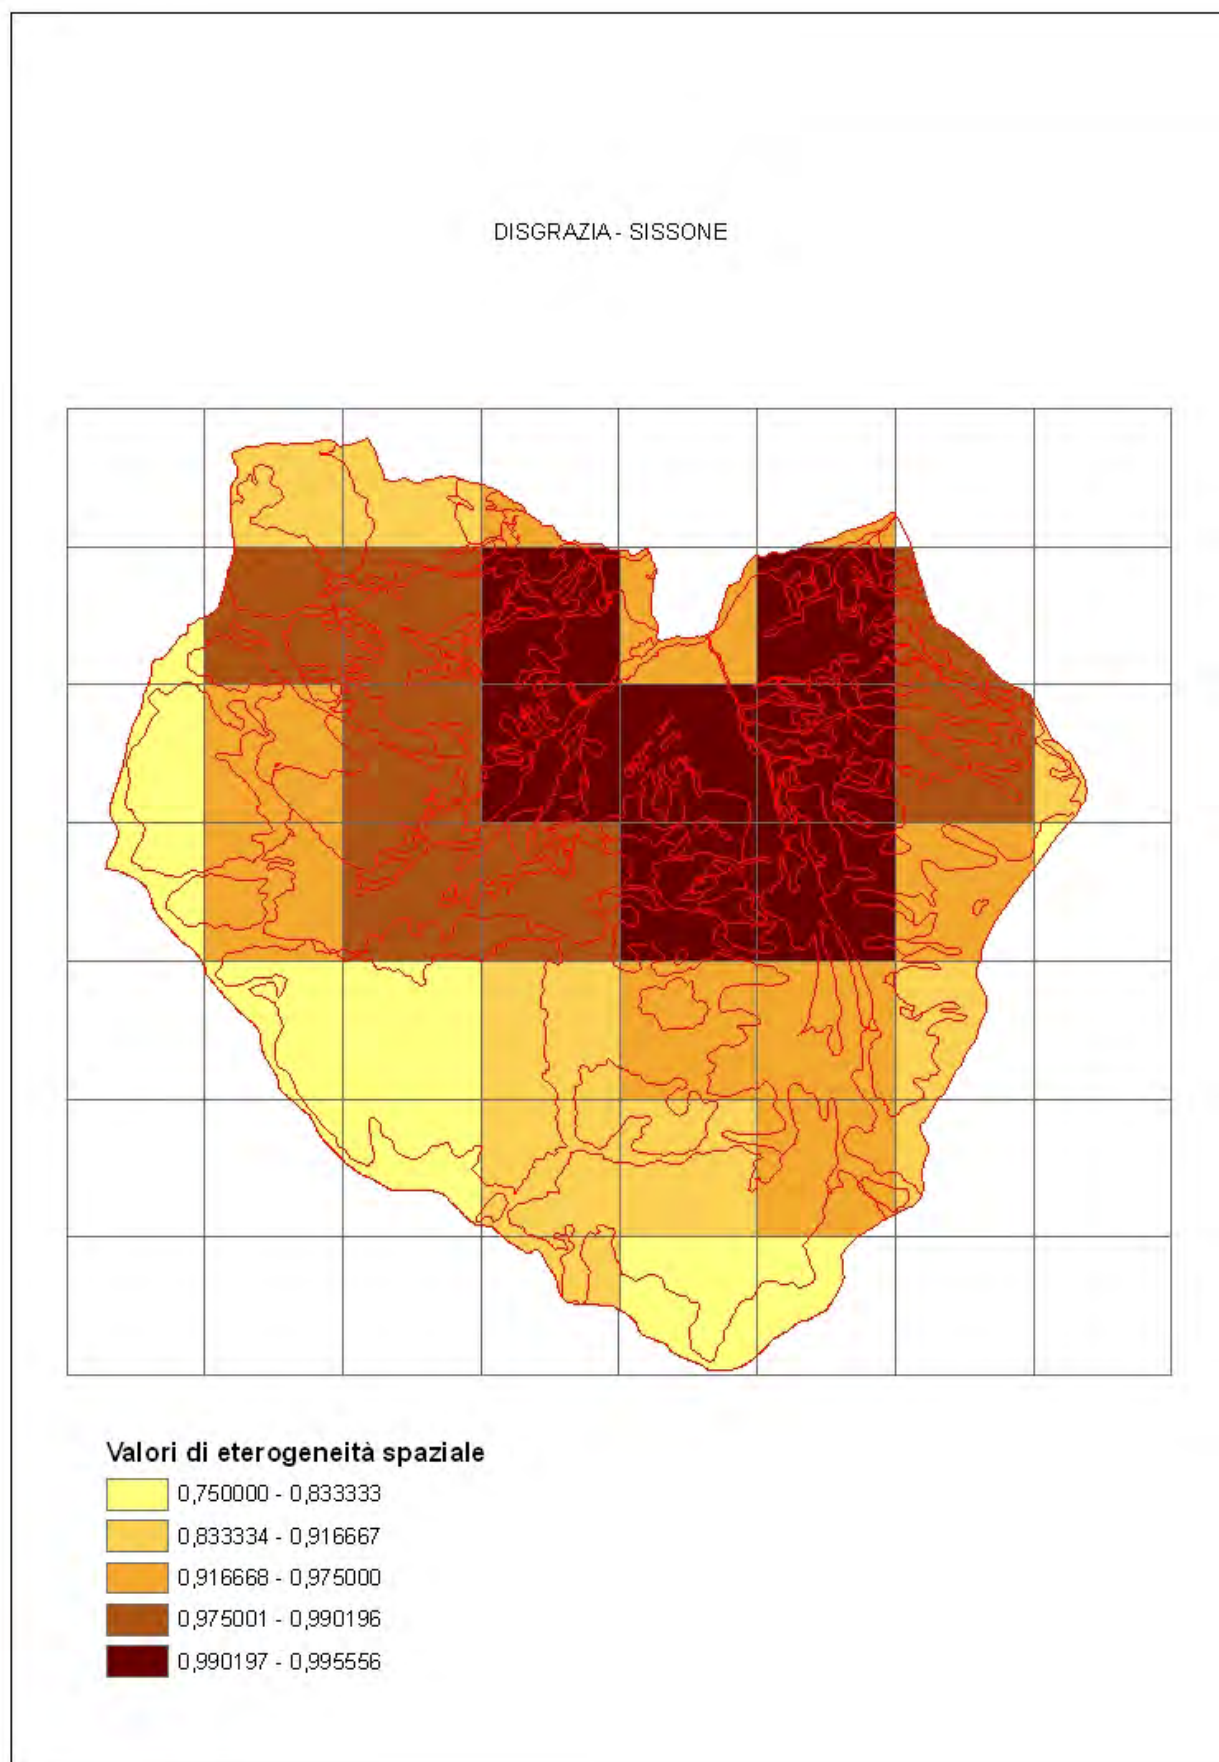 DISGRAZIA - SISSONE
Valori di eterogeneità spaziale
0,750000 - 0,833333
0,833334 - 0,916667
0,916668 - 0,975000
0,975001 - 0,990196
0,990197 - 0,995556